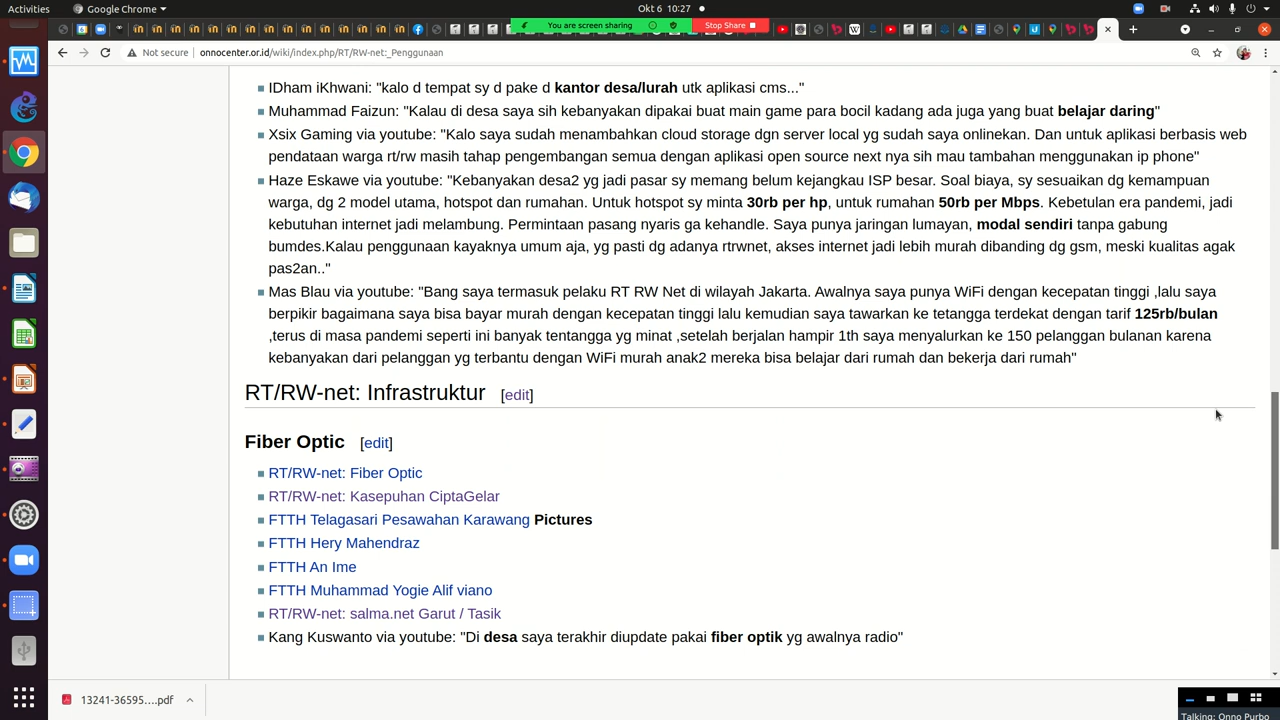 Activities
Google Chrome
Okt 6 10:27
You are screen sharing
Stop Share
Not secure
onnocenter.or.id/wiki/index.php/RT/RW-net:_Penggunaan
IDham iKhwani: "kalo d tempat sy d pake d kantor desa/lurah utk aplikasi cms..."
Muhammad Faizun: "Kalau di desa saya sih kebanyakan dipakai buat main game para bocil kadang ada juga yang buat belajar daring"
Xsix Gaming via youtube: "Kalo saya sudah menambahkan cloud storage dgn server local yg sudah saya onlinekan. Dan untuk aplikasi berbasis web
pendataan warga rt/rw masih tahap pengembangan semua dengan aplikasi open source next nya sih mau tambahan menggunakan ip phone"
Haze Eskawe via youtube: "Kebanyakan desa2 yg jadi pasar sy memang belum kejangkau ISP besar. Soal biaya, sy sesuaikan dg kemampuan
warga, dg 2 model utama, hotspot dan rumahan. Untuk hotspot sy minta 30rb per hp, untuk rumahan 50rb per Mbps. Kebetulan era pandemi, jadi
kebutuhan internet jadi melambung. Permintaan pasang nyaris ga kehandle. Saya punya jaringan lumayan, modal sendiri tanpa gabung
bumdes.Kalau penggunaan kayaknya umum aja, yg pasti dg adanya rtrwnet, akses internet jadi lebih murah dibanding dg gsm, meski kualitas agak
pas2an.."
Mas Blau via youtube: "Bang saya termasuk pelaku RT RW Net di wilayah Jakarta. Awalnya saya punya WiFi dengan kecepatan tinggi ,lalu saya
berpikir bagaimana saya bisa bayar murah dengan kecepatan tinggi lalu kemudian saya tawarkan ke tetangga terdekat dengan tarif 125rb/bulan
,terus di masa pandemi seperti ini banyak tentangga yg minat ,setelah berjalan hampir 1th saya menyalurkan ke 150 pelanggan bulanan karena
kebanyakan dari pelanggan yg terbantu dengan WiFi murah anak2 mereka bisa belajar dari rumah dan bekerja dari rumah"
RT/RW-net: Infrastruktur [edit]
Fiber Optic [edit]
RT/RW-net: Fiber Optic
RT/RW-net: Kasepuhan CiptaGelar
FTTH Telagasari Pesawahan Karawang Pictures
FTTH Hery Mahendraz
FTTH An Ime
FTTH Muhammad Yogie Alif viano
RT/RW-net: salma.net Garut / Tasik
Kang Kuswanto via youtube: "Di desa saya terakhir diupdate pakai fiber optik yg awalnya radio"
13241-36595....pdf
Talking: Onno Purbo